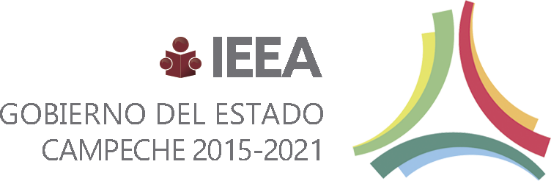 IEEA
GOBIERNO DEL ESTADO
CAMPECHE 2015-2021